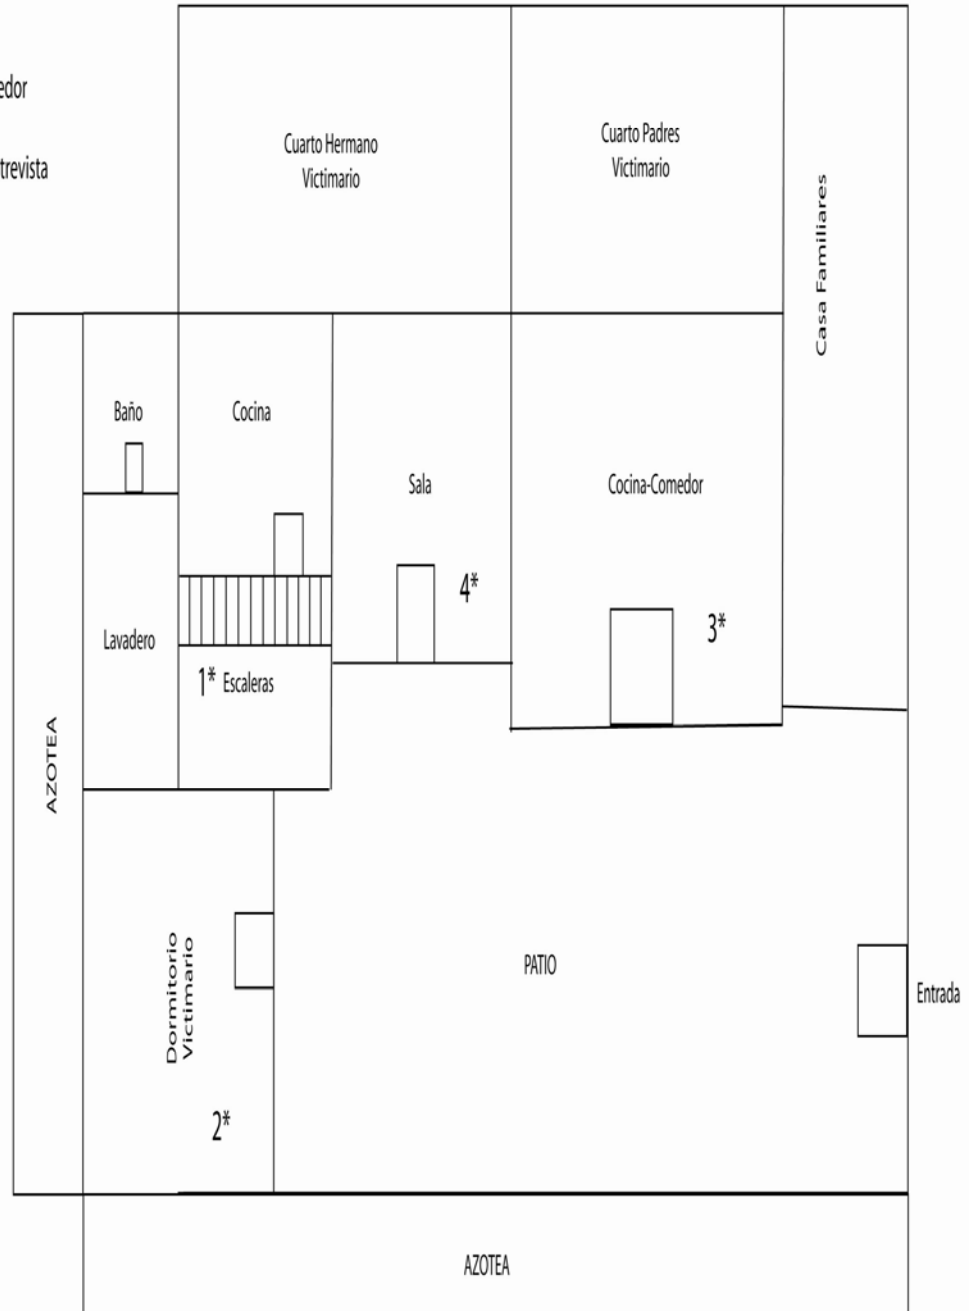 edor
trevista
Cuarto Hermano
Victimario
Cuarto Padres
Victimario
Casa Familiares
Baño
Cocina
Sala
Cocina-Comedor
4*
3*
Lavadero
1* Escaleras
AZOTEA
Dormitorio
Victimario
PATIO
Entrada
2*
AZOTEA